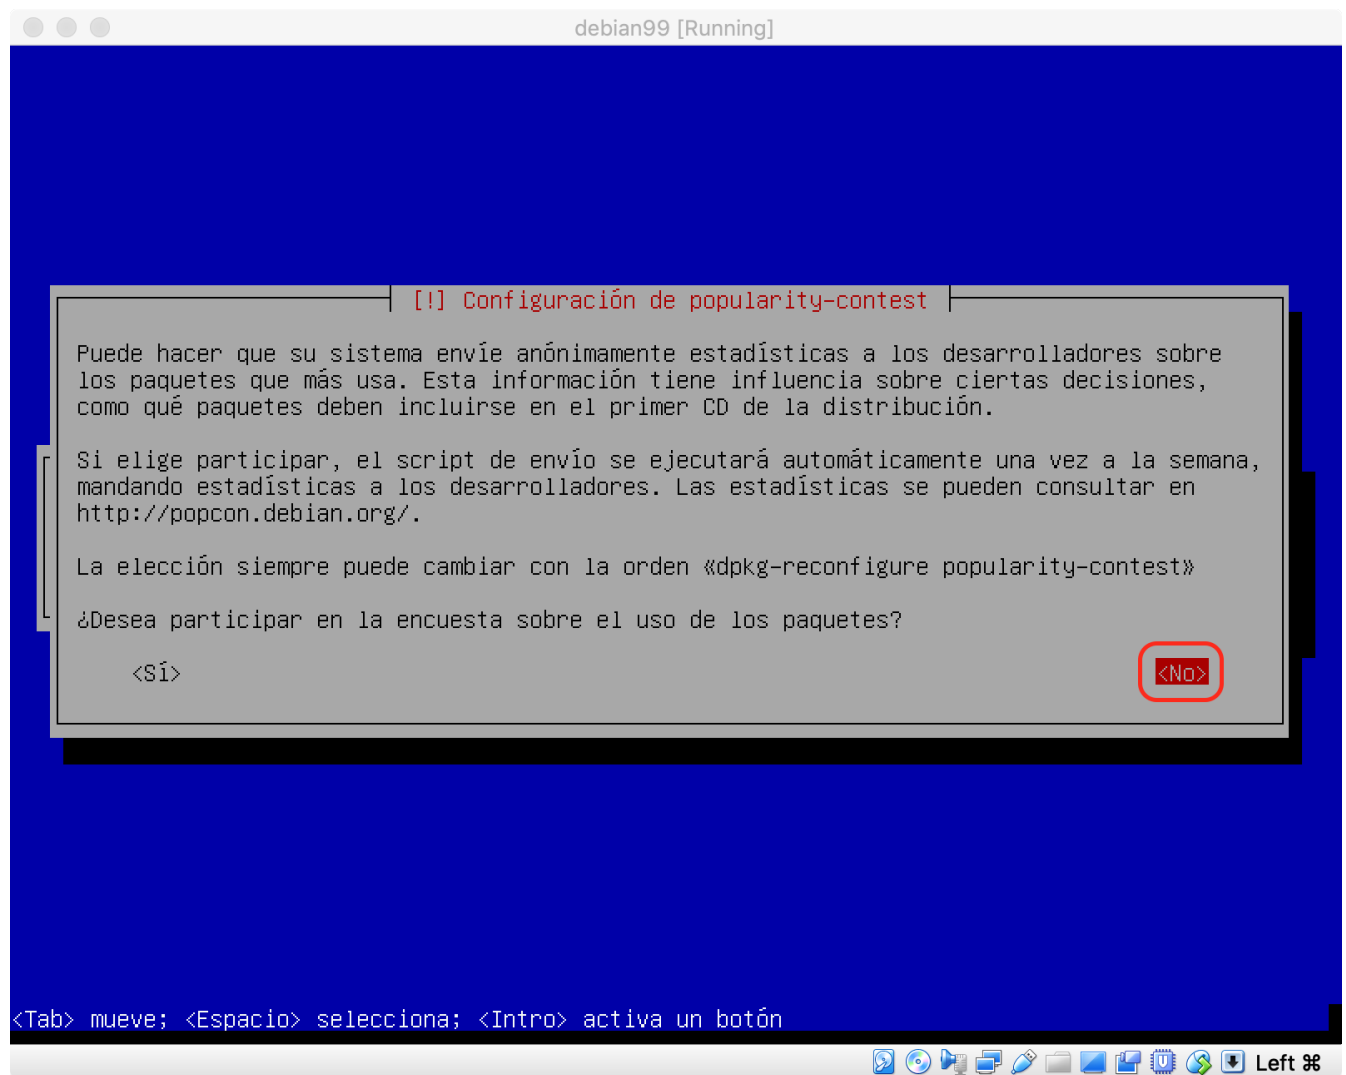 debian99 [Running]
[!] Configuración de popularity-contest
Puede hacer que su sistema envíe anónimamente estadísticas a los desarrolladores sobre
los paquetes que más usa. Esta información tiene influencia sobre ciertas decisiones,
como qué paquetes deben incluirse en el primer CD de la distribución.
Si elige participar, el script de envío se ejecutará automáticamente una vez a la semana,
mandando estadísticas a los desarrolladores. Las estadísticas se pueden consultar en
http://popcon.debian.org/.
La elección siempre puede cambiar con la orden «dpkg-reconfigure popularity-contest»
¿Desea participar en la encuesta sobre el uso de los paquetes?
<Sí> <No>
<Tab> mueve; <Espacio> selecciona; <Intro> activa un botón
Left ⌘